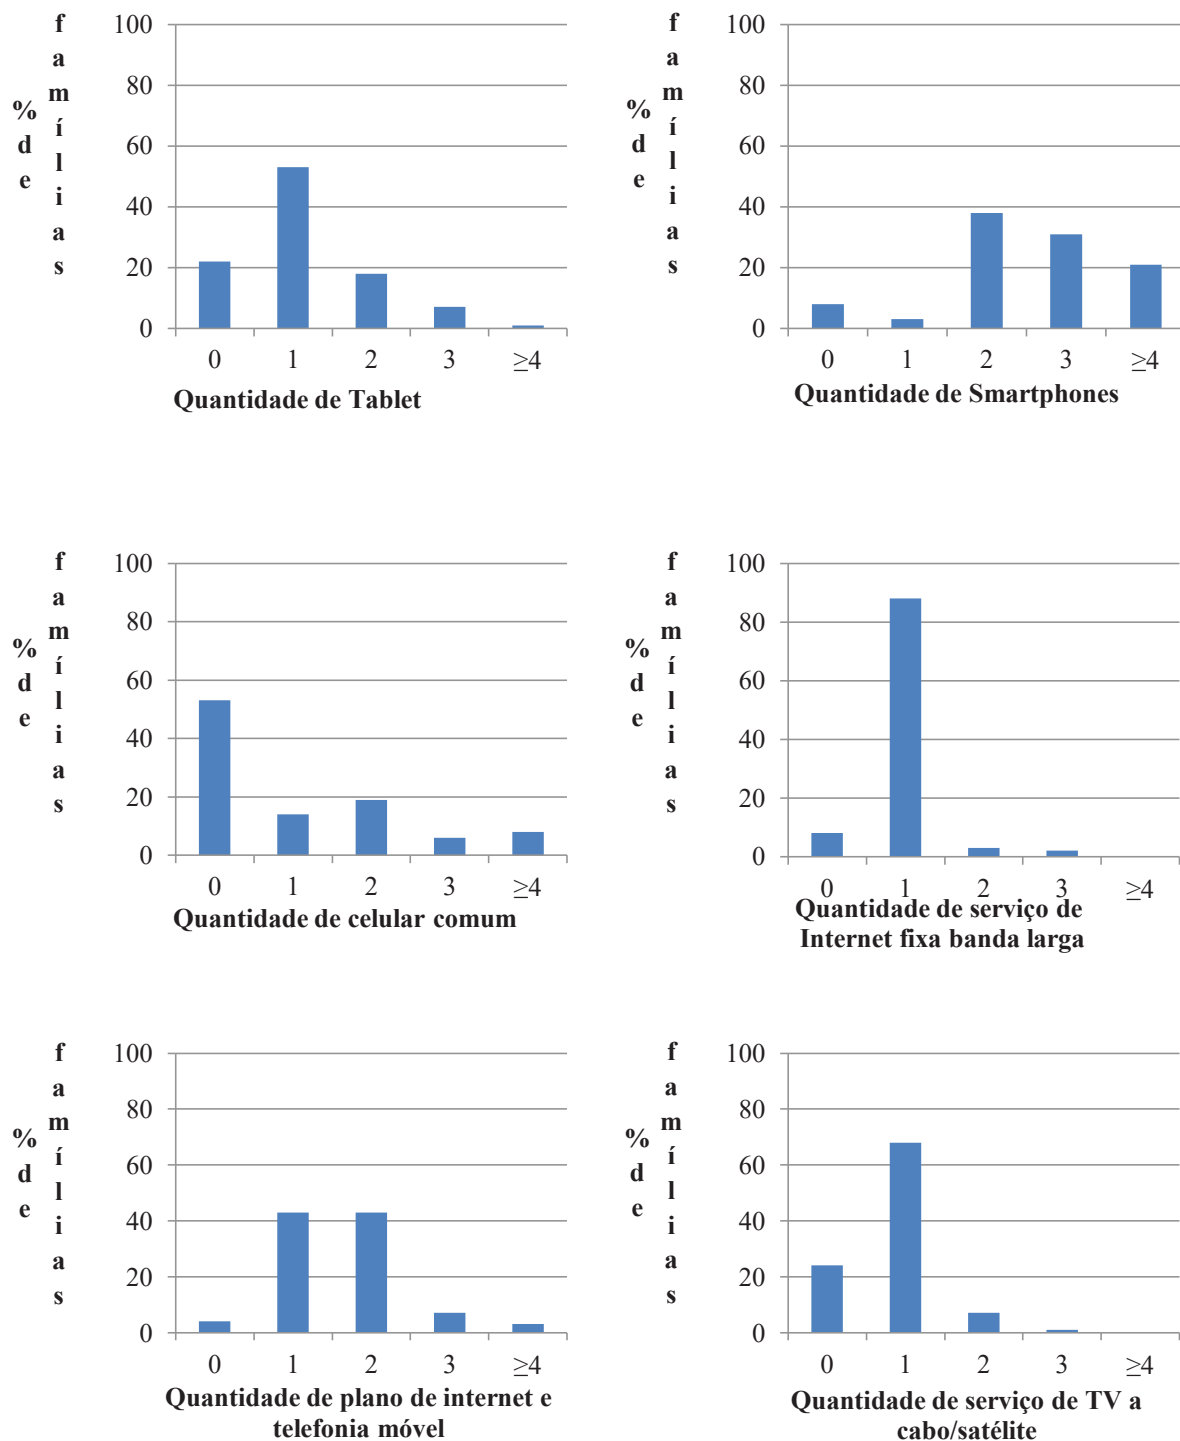 % de famílias
100
80
60
40
20
0
0 1 2 3 ≥4
Quantidade de Tablet
% de famílias
100
80
60
40
20
0
0 1 2 3 ≥4
Quantidade de Smartphones
% de famílias
100
80
60
40
20
0
0 1 2 3 ≥4
Quantidade de celular comum
% de famílias
100
80
60
40
20
0
0 1 2 3 ≥4
Quantidade de serviço de
Internet fixa banda larga
% de famílias
100
80
60
40
20
0
0 1 2 3 ≥4
Quantidade de plano de internet e
telefonia móvel
% de famílias
100
80
60
40
20
0
0 1 2 3 ≥4
Quantidade de serviço de TV a
cabo/satélite